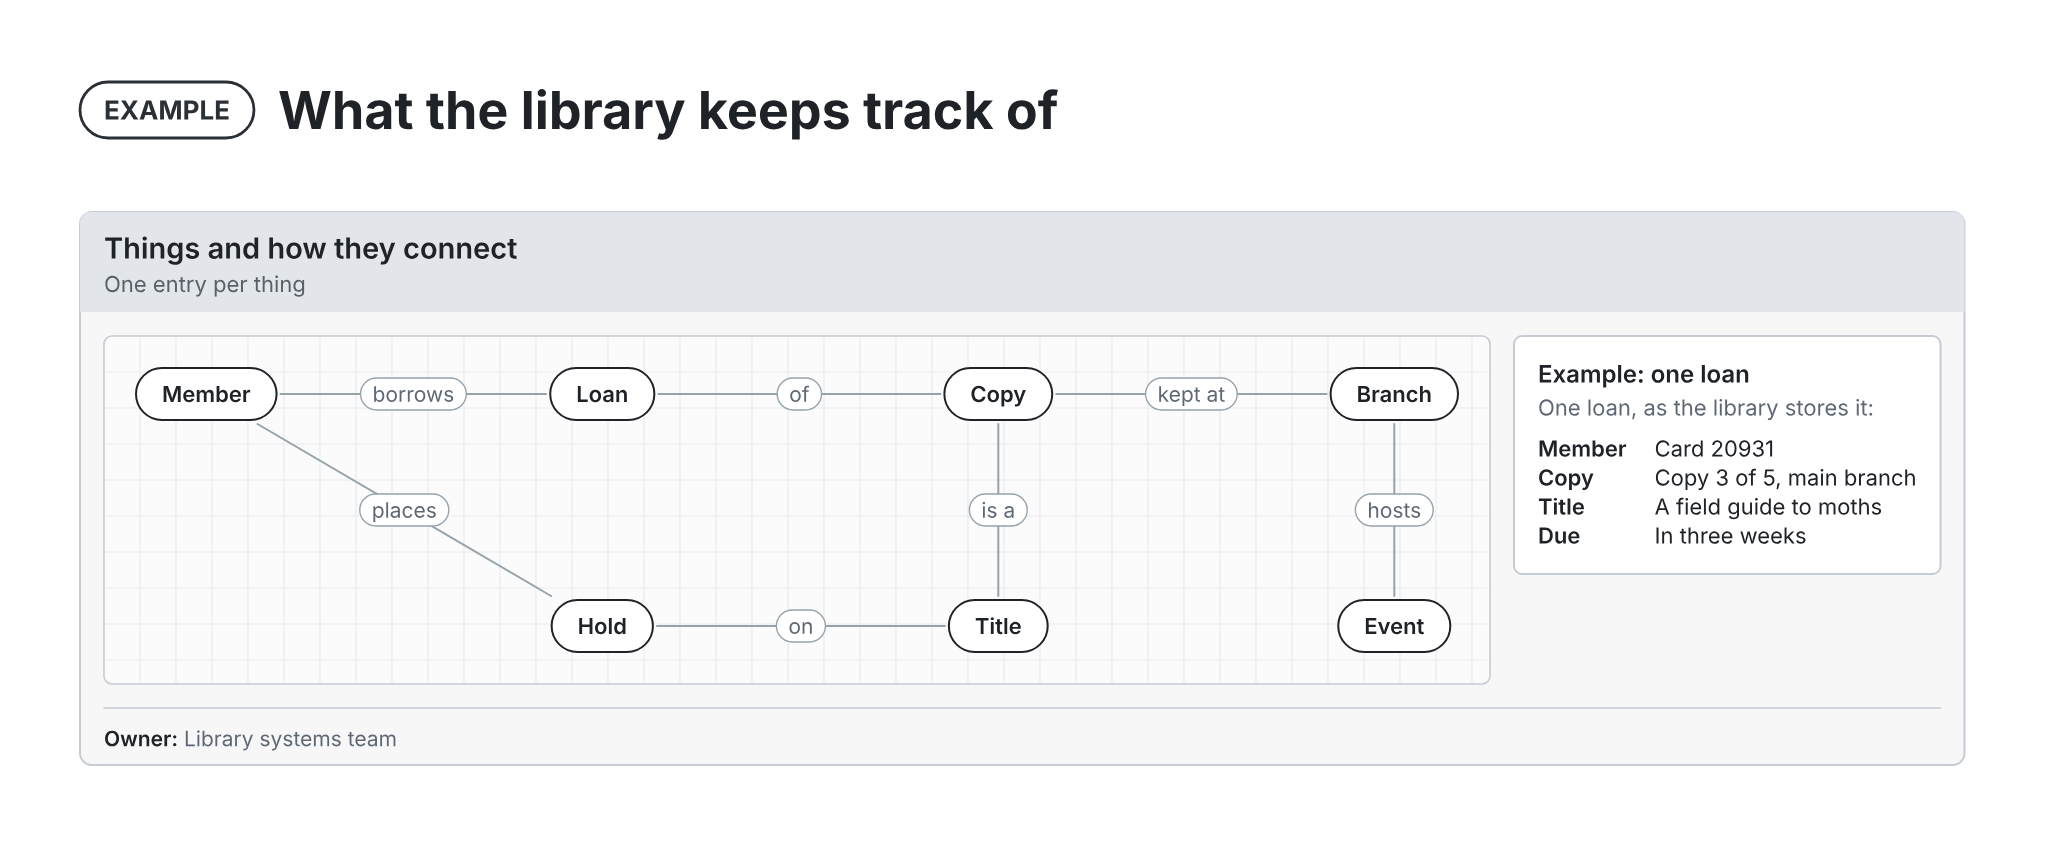 EXAMPLE What the library keeps track of
Things and how they connect
One entry per thing
Member borrows Loan of Copy kept at Branch
places is a hosts
Hold on Title Event
Example: one loan
One loan, as the library stores it:
Member Card 20931
Copy Copy 3 of 5, main branch
Title A field guide to moths
Due In three weeks
Owner: Library systems team